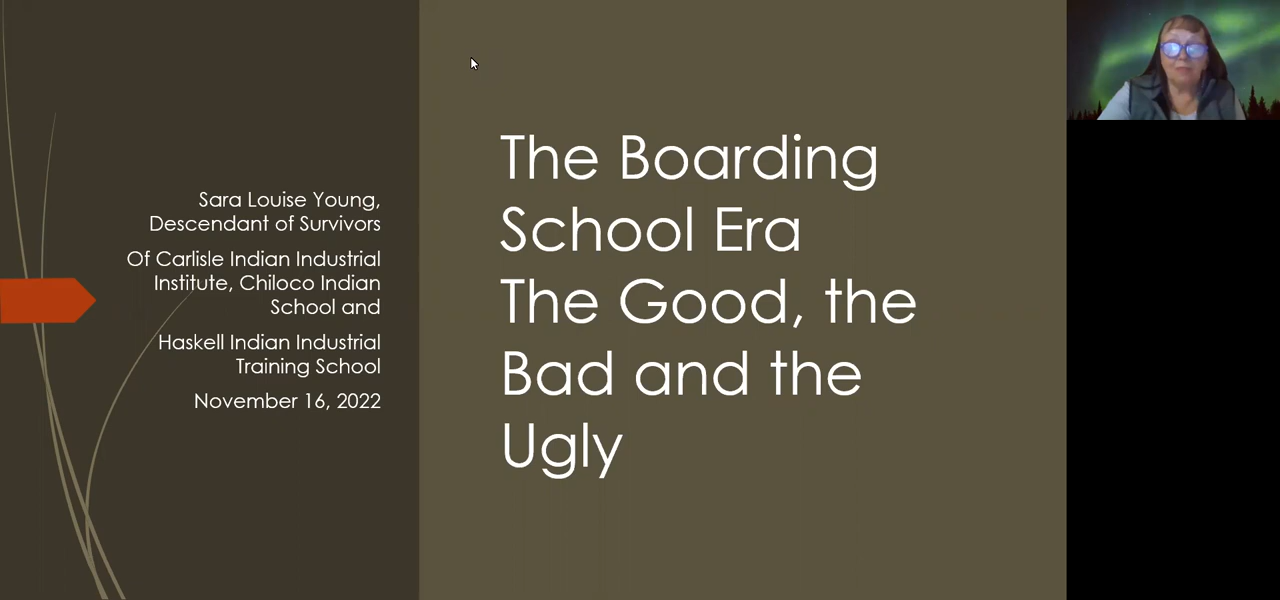 Sara Louise Young,
Descendant of Survivors
Of Carlisle Indian Industrial
Institute, Chiloco Indian
School and
Haskell Indian Industrial
Training School
November 16, 2022
The Boarding
School Era
The Good, the
Bad and the
Ugly